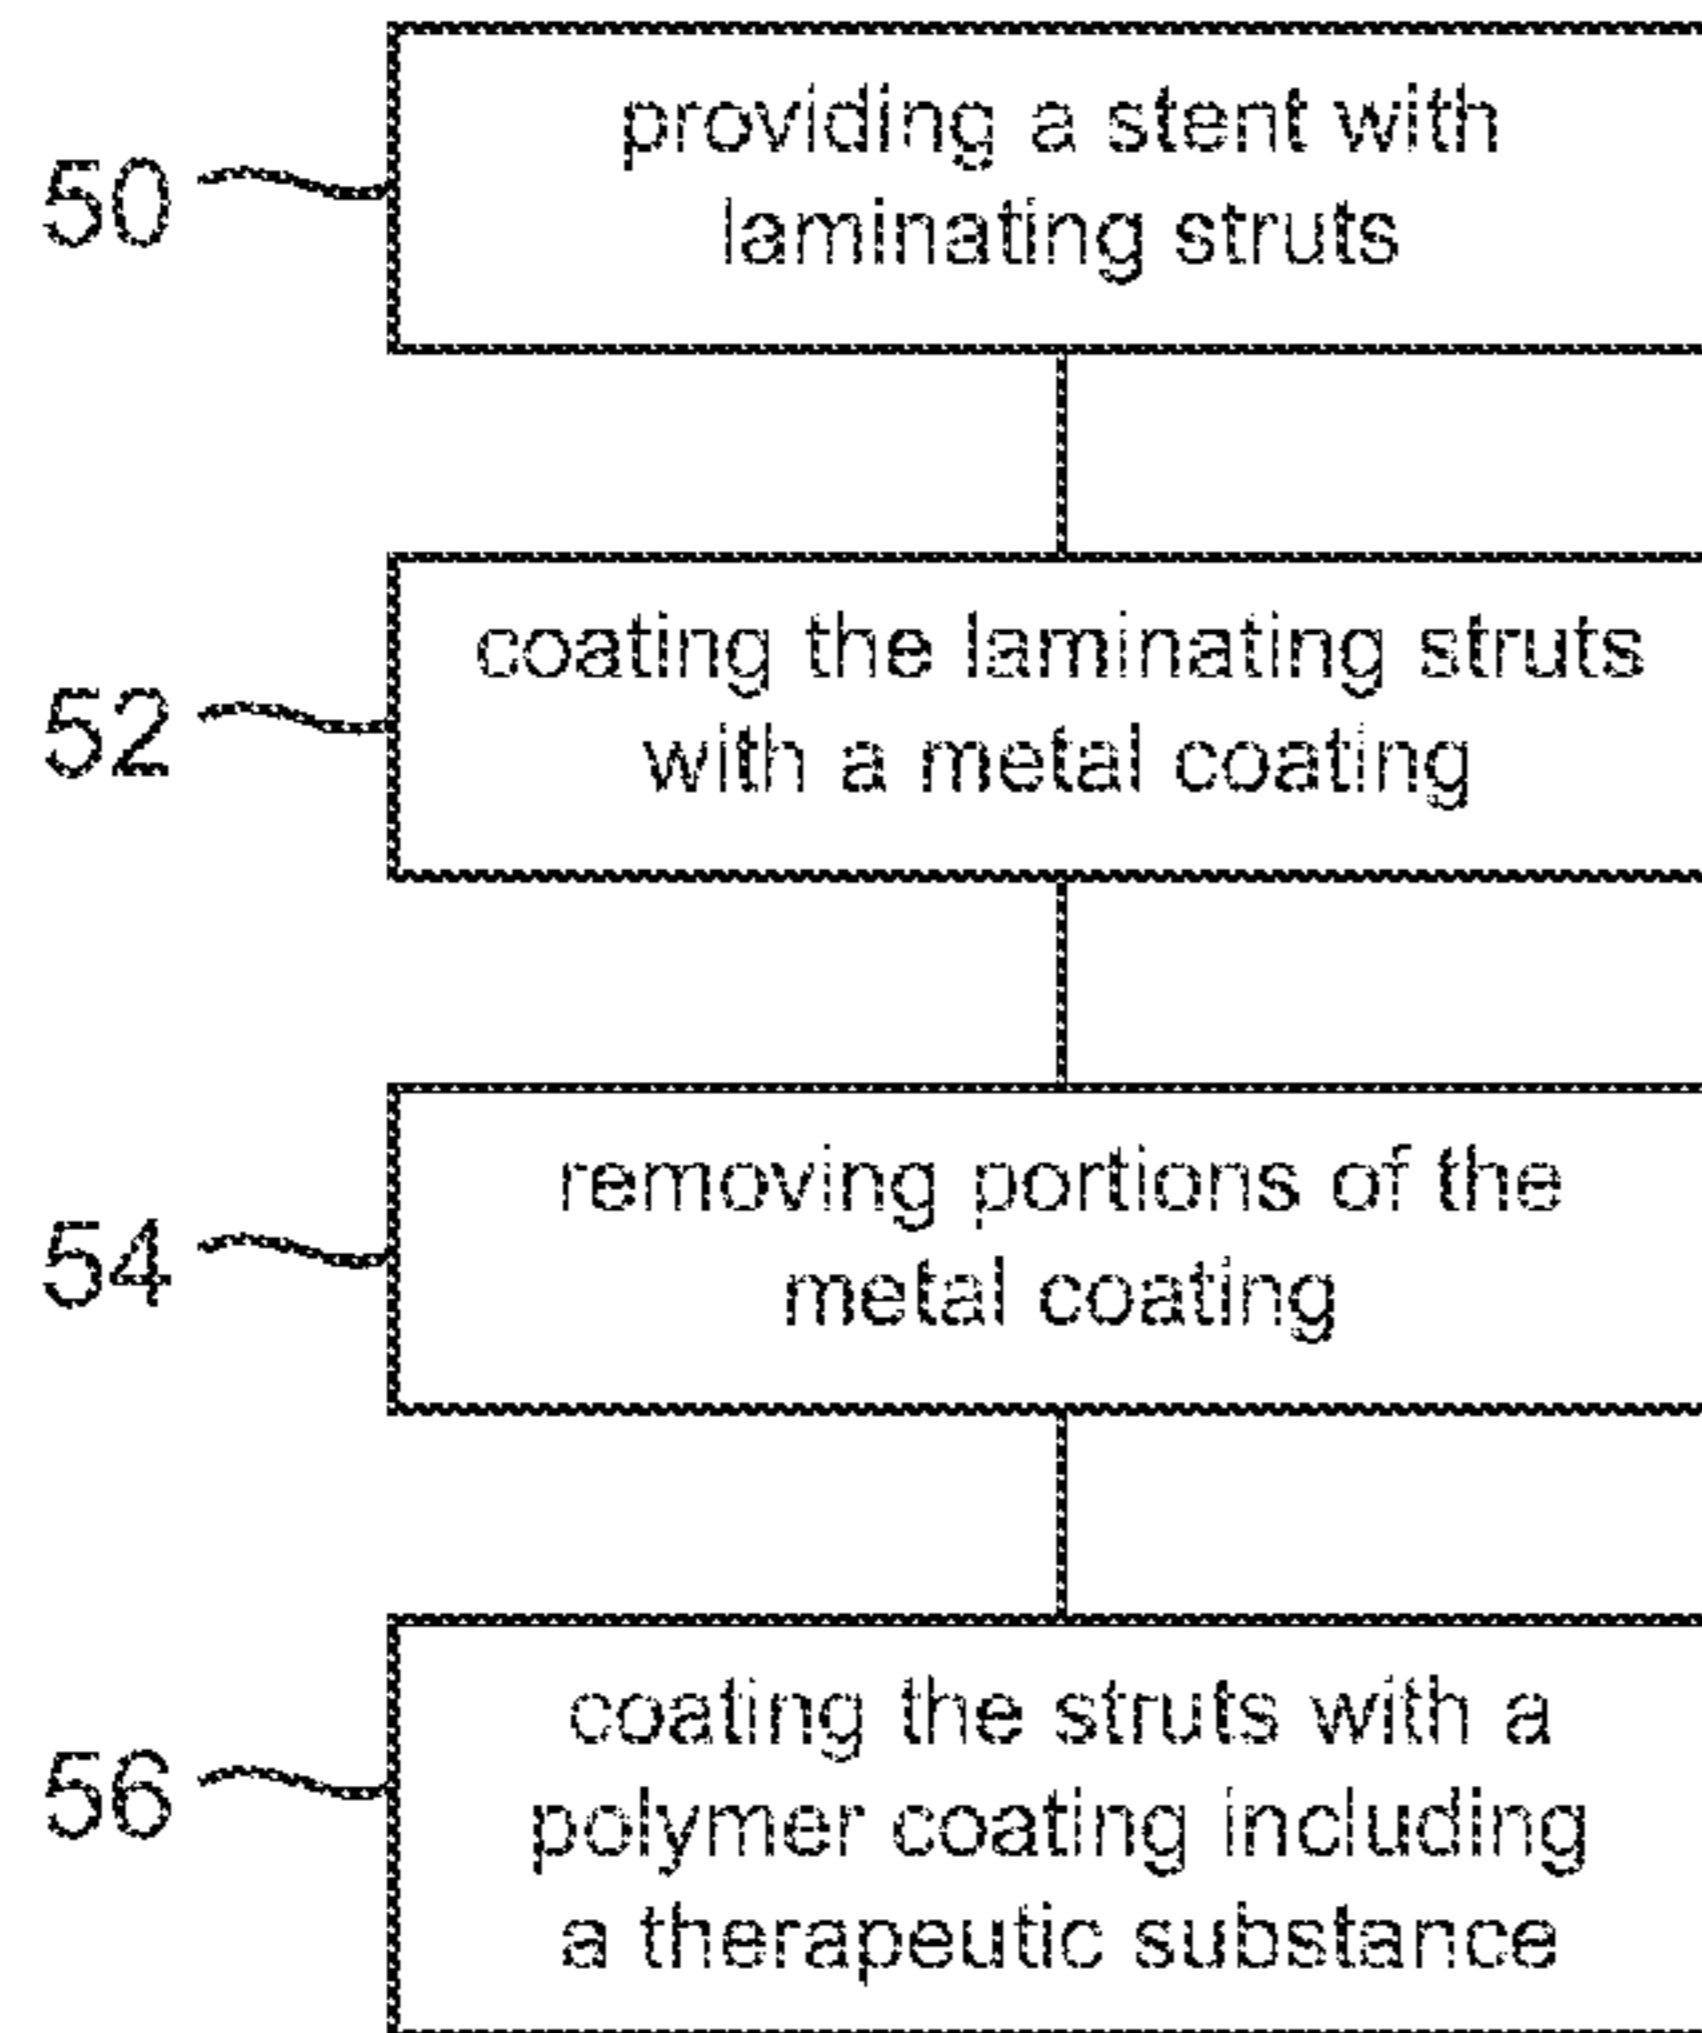 50
providing a stent with
laminating struts
52
coating the laminating struts
with a metal coating
54
removing portions of the
metal coating
56
coating the struts with a
polymer coating including
a therapeutic substance